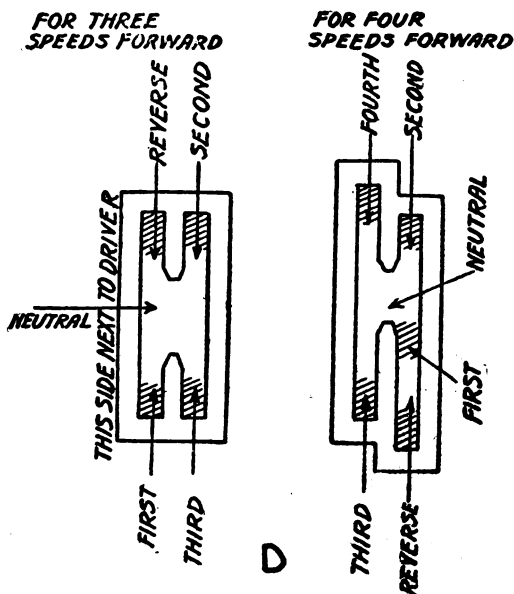 FOR THREE
SPEEDS FORWARD
FOR FOUR
SPEEDS FORWARD
REVERSE
SECOND
FOURTH
SECOND
THIS SIDE NEXT TO DRIVER
NEUTRAL
NEUTRAL
FIRST
FIRST
THIRD
THIRD
REVERSE
D